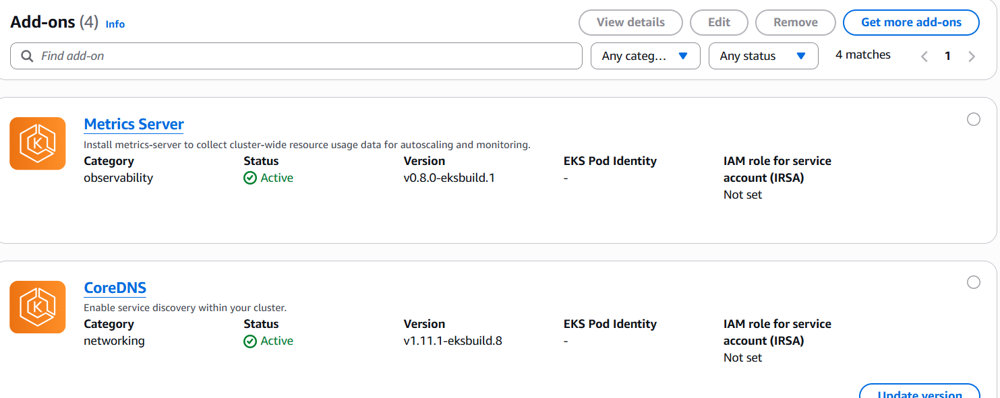 Add-ons (4) Info
View details
Edit
Remove
Get more add-ons
Find add-on
Any categ...
Any status
4 matches
1
Metrics Server
Install metrics-server to collect cluster-wide resource usage data for autoscaling and monitoring.
Category
observability
Status
Active
Version
v0.8.0-eksbuild.1
EKS Pod Identity
-
IAM role for service
account (IRSA)
Not set
CoreDNS
Enable service discovery within your cluster.
Category
networking
Status
Active
Version
v1.11.1-eksbuild.8
EKS Pod Identity
-
IAM role for service
account (IRSA)
Not set
Update version